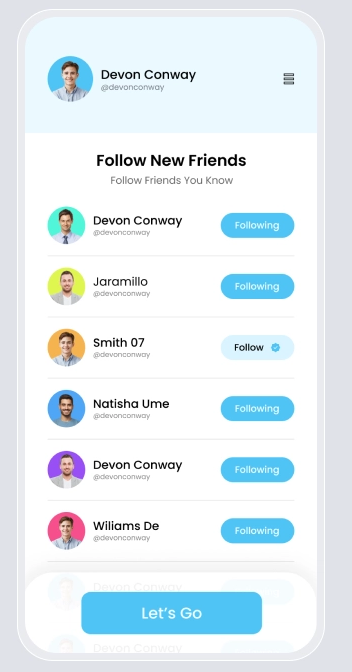 Devon Conway
@devonconway
Follow New Friends
Follow Friends You Know
Devon Conway
@devonconway
Following
Jaramillo
@devonconway
Following
Smith 07
@devonconway
Follow
Natisha Ume
@devonconway
Following
Devon Conway
@devonconway
Following
Wiliams De
@devonconway
Following
Devon Conway
@devonconway
Let's Go
Devon Conway